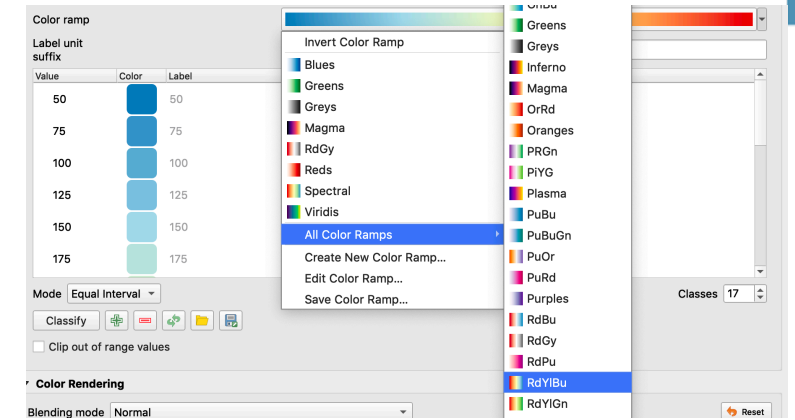 Color ramp
Label unit
suffix
Value Color Label
50 50
75 75
100 100
125 125
150 150
175 175
Mode Equal Interval
Classes 17
Classify
Clip out of range values
Color Rendering
Blending mode Normal
Reset
Invert Color Ramp
Blues
Greens
Greys
Magma
RdGy
Reds
Spectral
Viridis
All Color Ramps
Create New Color Ramp...
Edit Color Ramp...
Save Color Ramp...
Greens
Greys
Inferno
Magma
OrRd
Oranges
PRGn
PiYG
Plasma
PuBu
PuBuGn
PuOr
PuRd
Purples
RdBu
RdGy
RdPu
RdYlBu
RdYlGn